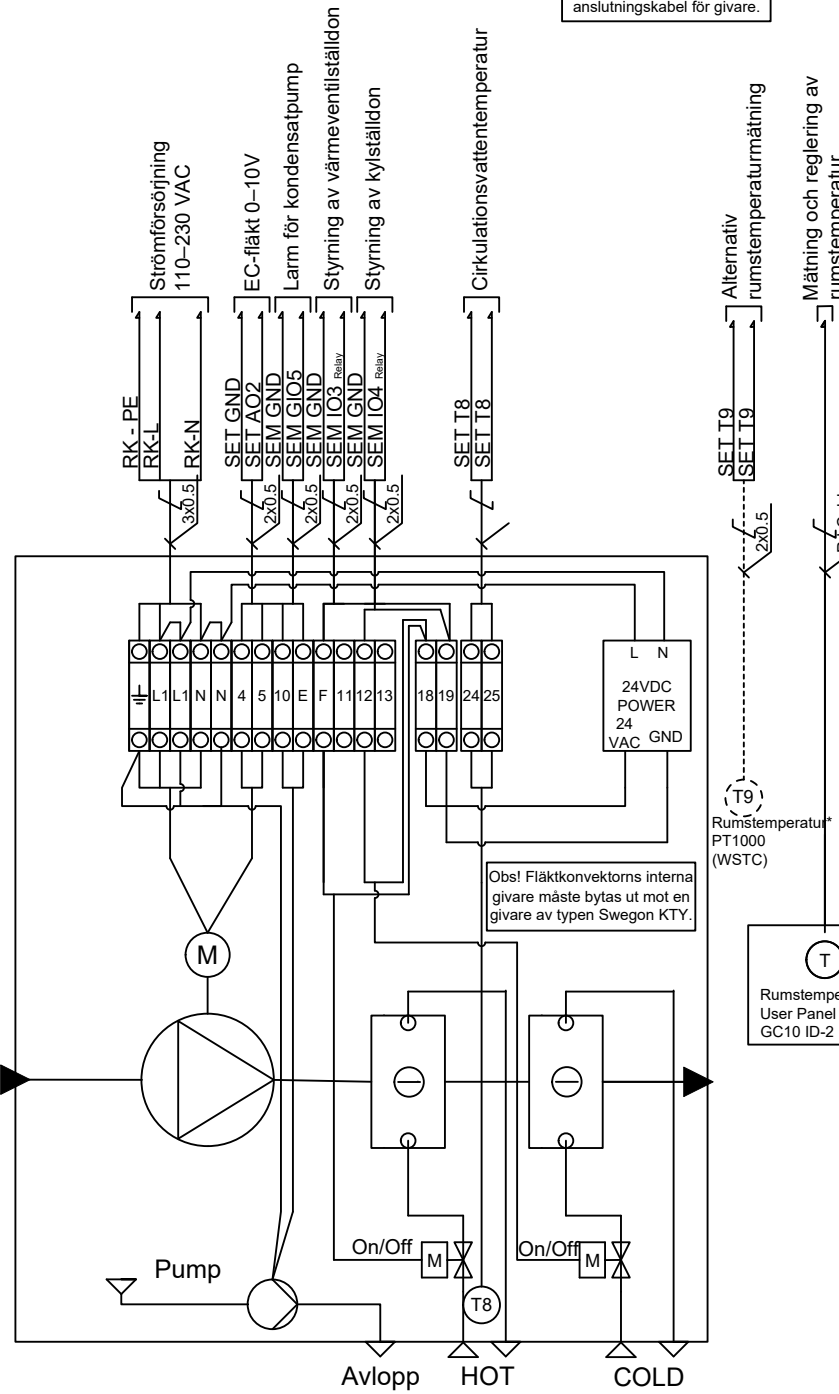 anslutningskabel för givare.
Strömförsörjning
110–230 VAC
EC-fläkt 0–10V
Larm för kondensatpump
Styrning av värmeventilställdon
Styrning av kylställdon
Cirkulationsvattentemperatur
Alternativ
rumstemperaturmätning
Mätning och reglering av
rumstemperatur
RK - PE
RK-L
RK-N
SET GND
SET AO2
SEM GND
SEM GIO5
SEM GND
SEM IO3 Relay
SEM GND
SEM IO4 Relay
SET T8
SET T8
SET T9
SET T9
3x0.5
2x0.5
2x0.5
2x0.5
2x0.5
2x0.5
L1 L1 N N 4 5 10 E F 11 12 13 18 19 24 25
L N
24VDC
POWER
24
VAC GND
T9
Rumstemperatur*
PT1000
(WSTC)
Obs! Fläktkonvektorns interna
givare måste bytas ut mot en
givare av typen Swegon KTY.
M
T
Rumstempe
User Panel
GC10 ID-2
On/Off M
On/Off M
T8
Pump
Avlopp HOT COLD